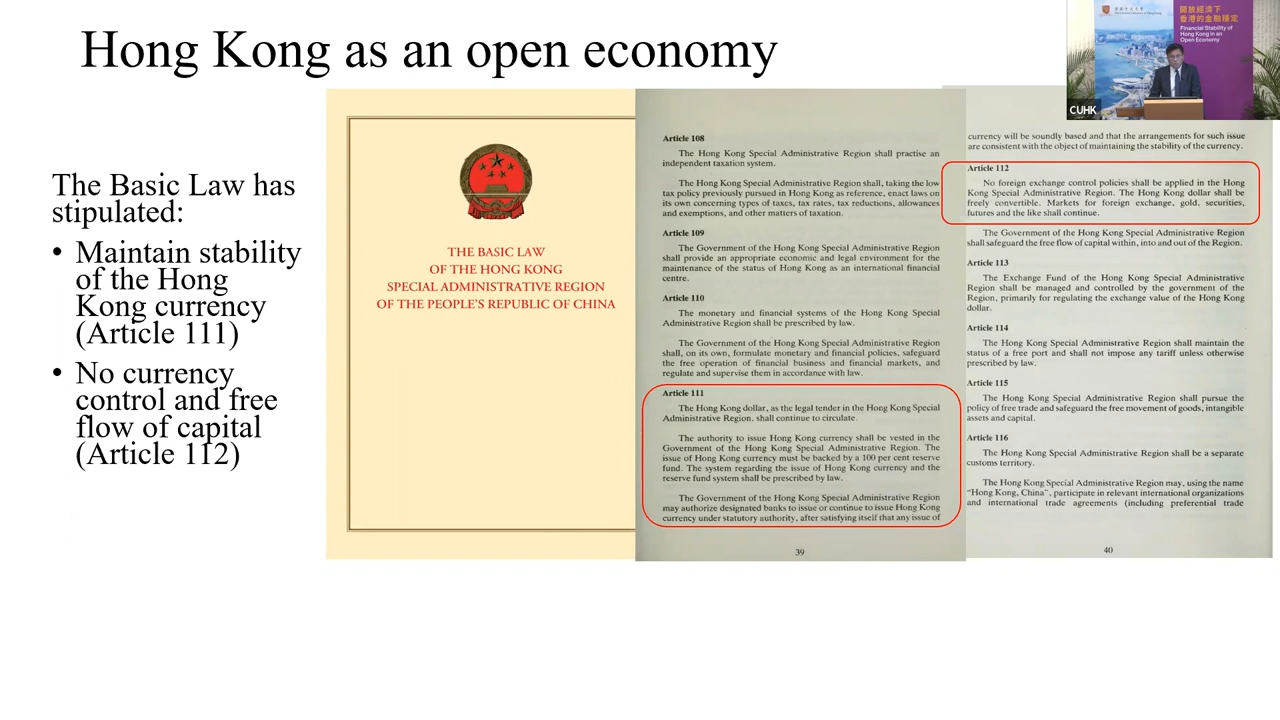 Hong Kong as an open economy
開放經濟下
香港的金融穩定
Financial Stability of
Hong Kong in an
Open Economy
CUHK
The Basic Law has
stipulated:
• Maintain stability
of the Hong
Kong currency
(Article 111)
• No currency
control and free
flow of capital
(Article 112)
THE BASIC LAW
OF THE HONG KONG
SPECIAL ADMINISTRATIVE REGION
OF THE PEOPLE'S REPUBLIC OF CHINA
Article 108
The Hong Kong Special Administrative Region shall practise an
independent taxation system.
The Hong Kong Special Administrative Region shall, taking the low
tax policy previously pursued in Hong Kong as reference, enact laws on
its own concerning types of taxes, tax rates, tax reductions, allowances
and exemptions, and other matters of taxation.
Article 109
The Government of the Hong Kong Special Administrative Region
shall provide an appropriate economic and legal environment for the
maintenance of the status of Hong Kong as an international financial
centre.
Article 110
The monetary and financial systems of the Hong Kong Special
Administrative Region shall be prescribed by law.
The Government of the Hong Kong Special Administrative Region
shall, on its own, formulate monetary and financial policies, safeguard
the free operation of financial business and financial markets, and
regulate and supervise them in accordance with law.
Article 111
The Hong Kong dollar, as the legal tender in the Hong Kong Special
Administrative Region, shall continue to circulate.
The authority to issue Hong Kong currency shall be vested in the
Government of the Hong Kong Special Administrative Region. The
issue of Hong Kong currency must be backed by a 100 per cent reserve
fund. The system regarding the issue of Hong Kong currency and the
reserve fund system shall be prescribed by law.
The Government of the Hong Kong Special Administrative Region
may authorize designated banks to issue or continue to issue Hong Kong
currency under statutory authority, after satisfying itself that any issue of
39
currency will be soundly based and that the arrangements for such issue
are consistent with the object of maintaining the stability of the currency.
Article 112
No foreign exchange control policies shall be applied in the Hong
Kong Special Administrative Region. The Hong Kong dollar shall be
freely convertible. Markets for foreign exchange, gold, securities,
futures and the like shall continue.
The Government of the Hong Kong Special Administrative Region
shall safeguard the free flow of capital within, into and out of the Region.
Article 113
The Exchange Fund of the Hong Kong Special Administrative
Region shall be managed and controlled by the government of the
Region, primarily for regulating the exchange value of the Hong Kong
dollar.
Article 114
The Hong Kong Special Administrative Region shall maintain the
status of a free port and shall not impose any tariff unless otherwise
prescribed by law.
Article 115
The Hong Kong Special Administrative Region shall pursue the
policy of free trade and safeguard the free movement of goods, intangible
assets and capital.
Article 116
The Hong Kong Special Administrative Region shall be a separate
customs territory.
The Hong Kong Special Administrative Region may, using the name
“Hong Kong, China”, participate in relevant international organizations
and international trade agreements (including preferential trade
40